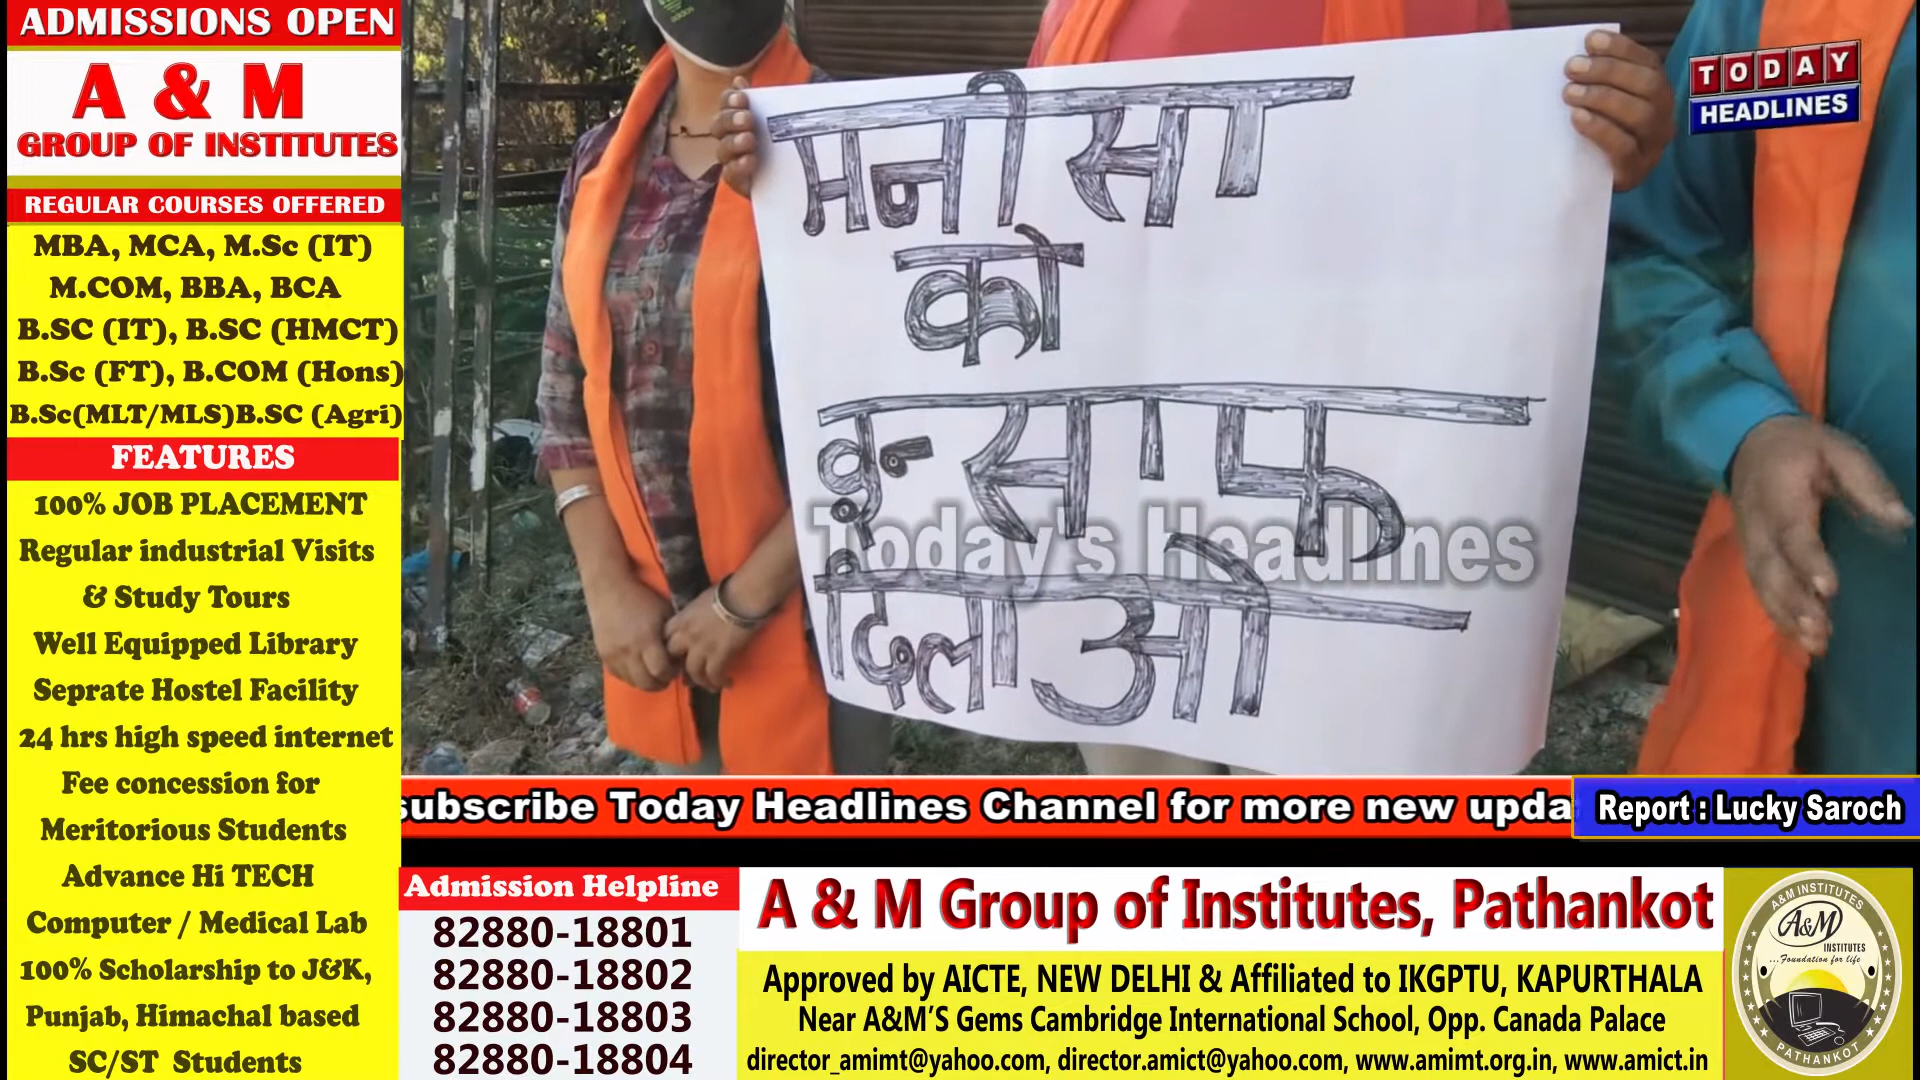 ADMISSIONS OPEN
A & M
GROUP OF INSTITUTES
REGULAR COURSES OFFERED
MBA, MCA, M.Sc (IT)
M.COM, BBA, BCA
B.SC (IT), B.SC (HMCT)
B.Sc (FT), B.COM (Hons)
B.Sc(MLT/MLS)B.SC (Agri)
FEATURES
100% JOB PLACEMENT
Regular industrial Visits
& Study Tours
Well Equipped Library
Seprate Hostel Facility
24 hrs high speed internet
Fee concession for
Meritorious Students
Advance Hi TECH
Computer / Medical Lab
100% Scholarship to J&K,
Punjab, Himachal based
SC/ST Students
TODAY
HEADLINES
मनीसा
को
इन्साफ
दिलाओ
Today's Headlines
subscribe Today Headlines Channel for more new upda
Report : Lucky Saroch
Admission Helpline
82880-18801
82880-18802
82880-18803
82880-18804
A & M Group of Institutes, Pathankot
Approved by AICTE, NEW DELHI & Affiliated to IKGPTU, KAPURTHALA
Near A&M'S Gems Cambridge International School, Opp. Canada Palace
director_amimt@yahoo.com, director.amict@yahoo.com, www.amimt.org.in, www.amict.in
A&M INSTITUTES
A&M
INSTITUTES
...Foundation for life
PATHANKOT